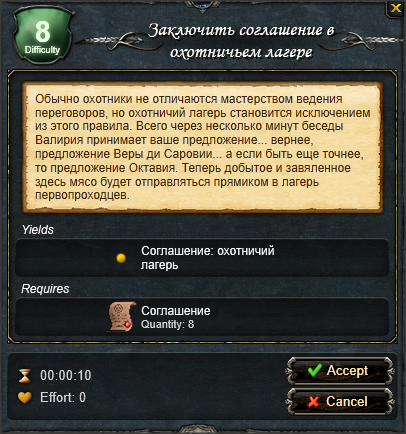 8
Difficulty
Заключить соглашение в
охотничьем лагере
Обычно охотники не отличаются мастерством ведения
переговоров, но охотничий лагерь становится исключением
из этого правила. Всего через несколько минут беседы
Валирия принимает ваше предложение... вернее,
предложение Веры ди Саровии... а если быть еще точнее,
то предложение Октавия. Теперь добытое и завяленное
здесь мясо будет отправляться прямиком в лагерь
первопроходцев.
Yields
Соглашение: охотничий
лагерь
Requires
Соглашение
Quantity: 8
00:00:10
Accept
Effort: 0
Cancel